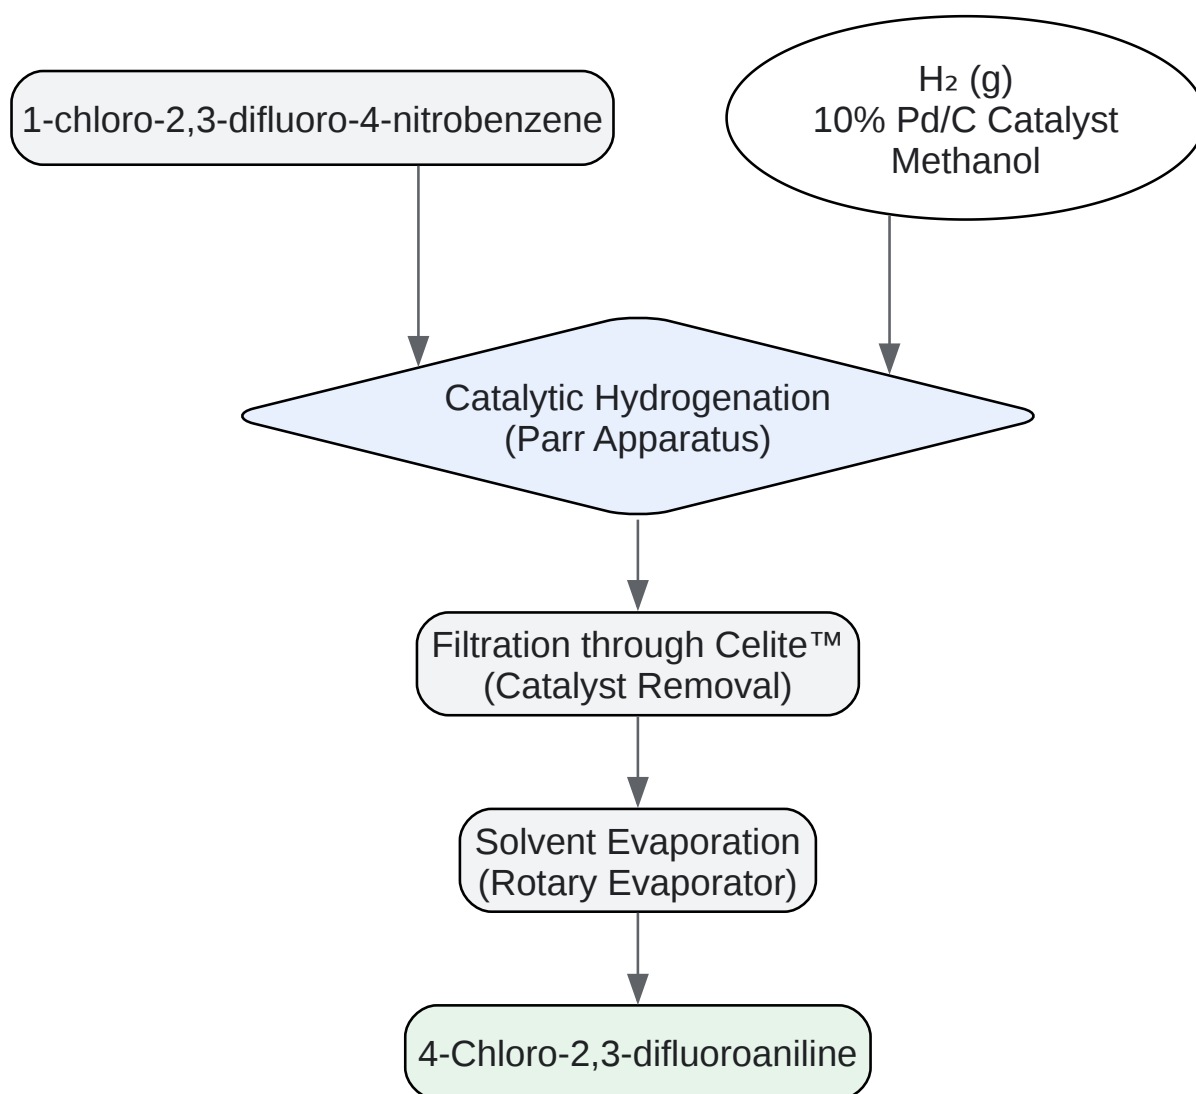 1-chloro-2,3-difluoro-4-nitrobenzene
H₂ (g)
10% Pd/C Catalyst
Methanol
Catalytic Hydrogenation
(Parr Apparatus)
Filtration through Celite™
(Catalyst Removal)
Solvent Evaporation
(Rotary Evaporator)
4-Chloro-2,3-difluoroaniline